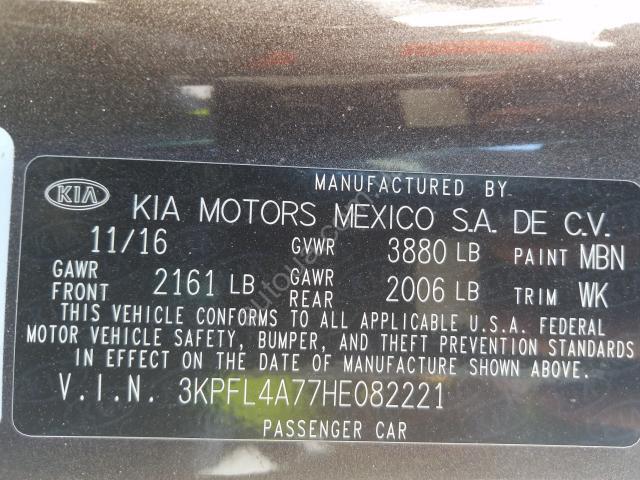 MANUFACTURED BY
KIA KIA MOTORS MEXICO S.A. DE C.V.
11/16 GVWR 3880 LB PAINT MBN
GAWR FRONT 2161 LB GAWR REAR 2006 LB TRIM WK
THIS VEHICLE CONFORMS TO ALL APPLICABLE U.S.A. FEDERAL
MOTOR VEHICLE SAFETY, BUMPER, AND THEFT PREVENTION STANDARDS
IN EFFECT ON THE DATE OF MANUFACTURE SHOWN ABOVE.
V.I.N. 3KPFL4A77HE082221
PASSENGER CAR